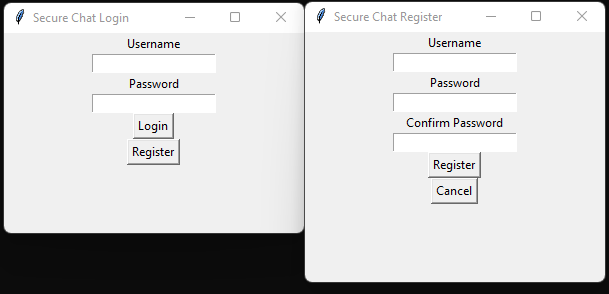 Secure Chat Login
Username
Password
Login
Register
Secure Chat Register
Username
Password
Confirm Password
Register
Cancel